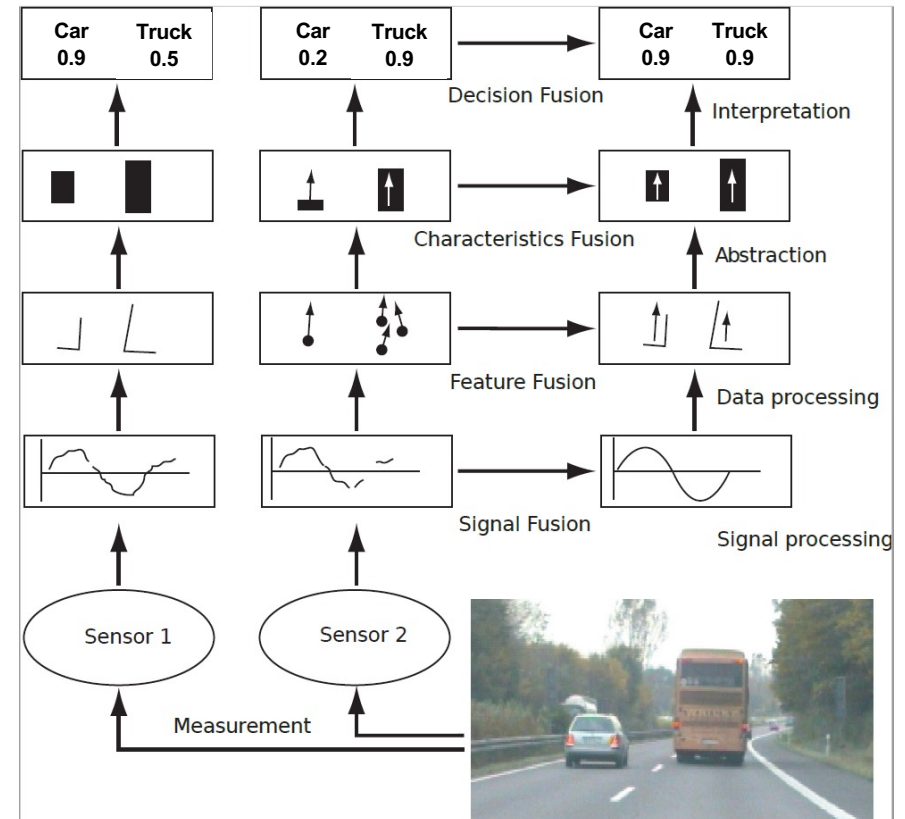 Car Truck
0.9 0.5
Car Truck
0.2 0.9
Car Truck
0.9 0.9
Decision Fusion
Interpretation
Characteristics Fusion
Abstraction
Feature Fusion
Data processing
Signal Fusion
Signal processing
Sensor 1
Sensor 2
Measurement